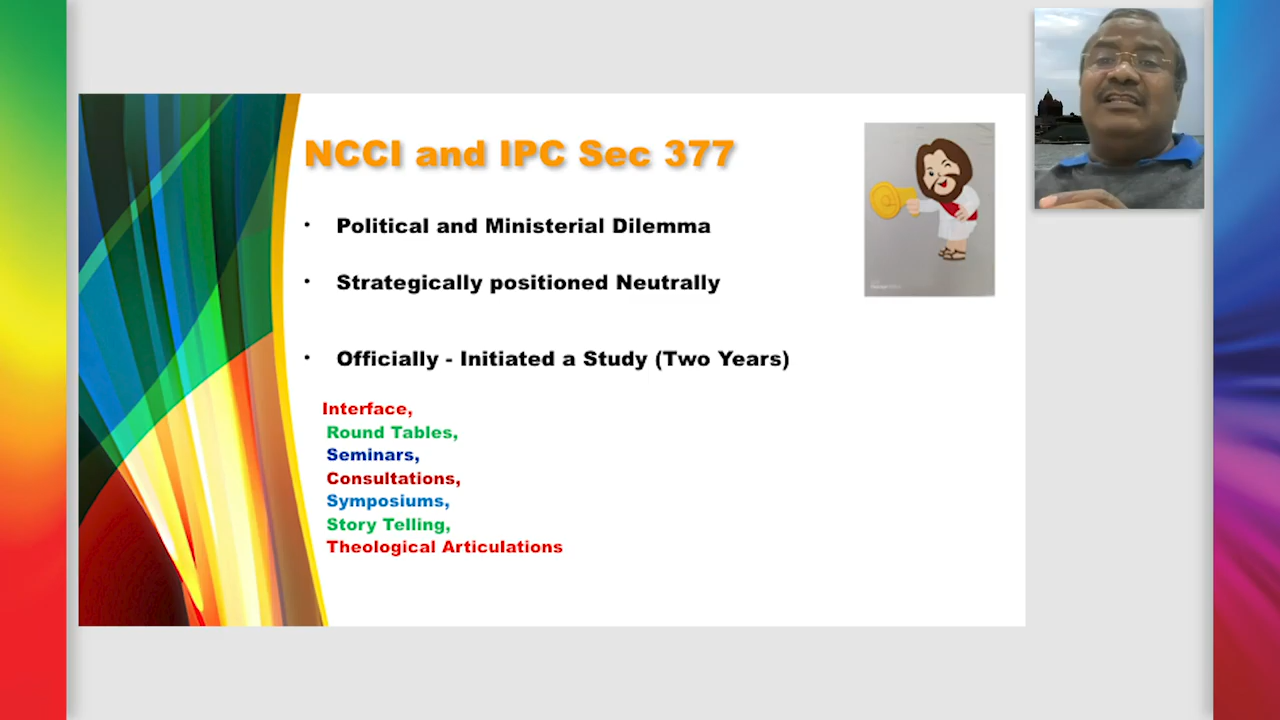 NCCI and IPC Sec 377
• Political and Ministerial Dilemma
• Strategically positioned Neutrally
• Officially - Initiated a Study (Two Years)
Interface,
Round Tables,
Seminars,
Consultations,
Symposiums,
Story Telling,
Theological Articulations